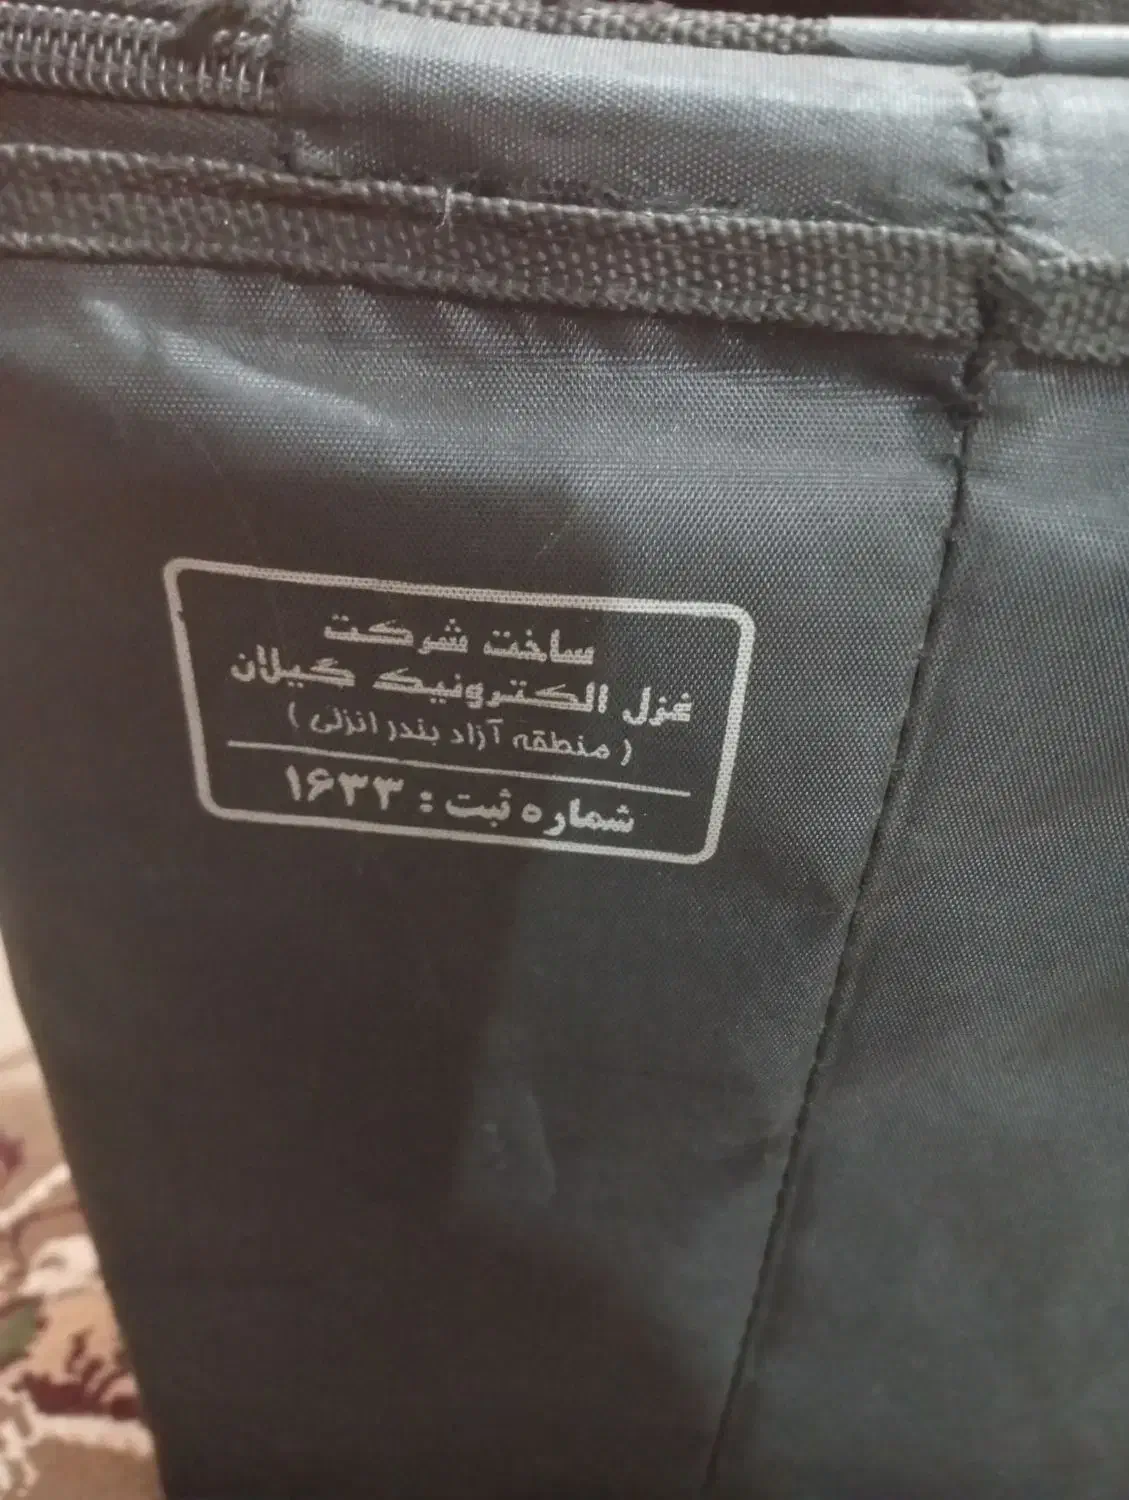 ساخت شرکت
غزل الکترونیک گیلان
( منطقه آزاد بندر انزلی )
شماره ثبت : ۱۶۳۳